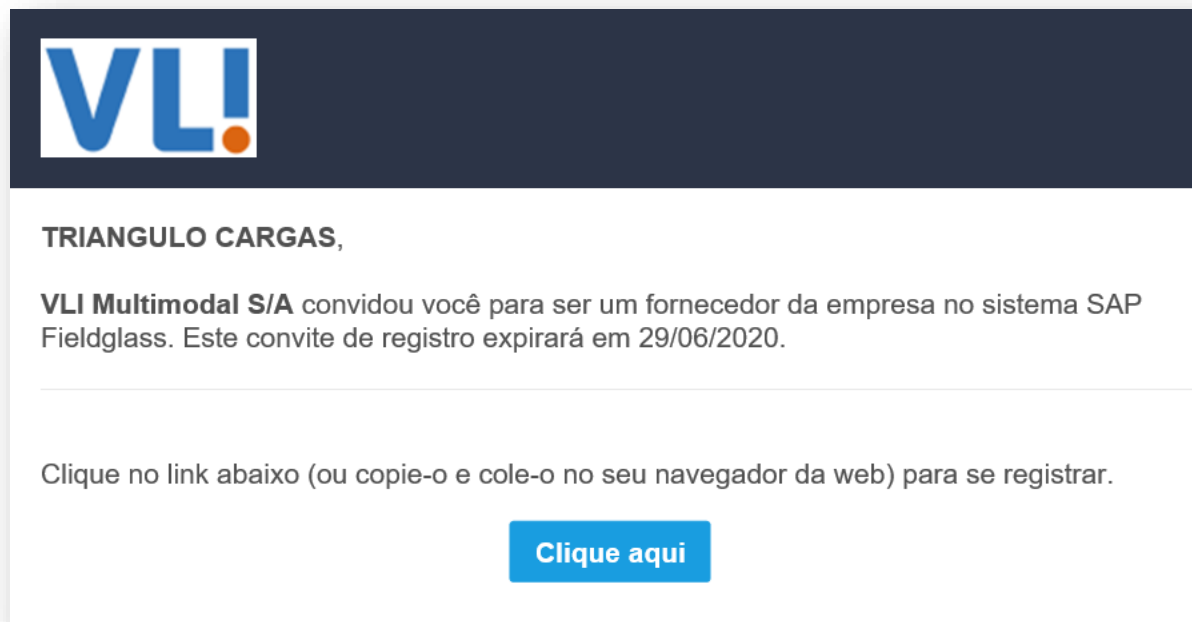 VL!
TRIANGULO CARGAS,
VLI Multimodal S/A convidou você para ser um fornecedor da empresa no sistema SAP
Fieldglass. Este convite de registro expirará em 29/06/2020.
Clique no link abaixo (ou copie-o e cole-o no seu navegador da web) para se registrar.
Clique aqui